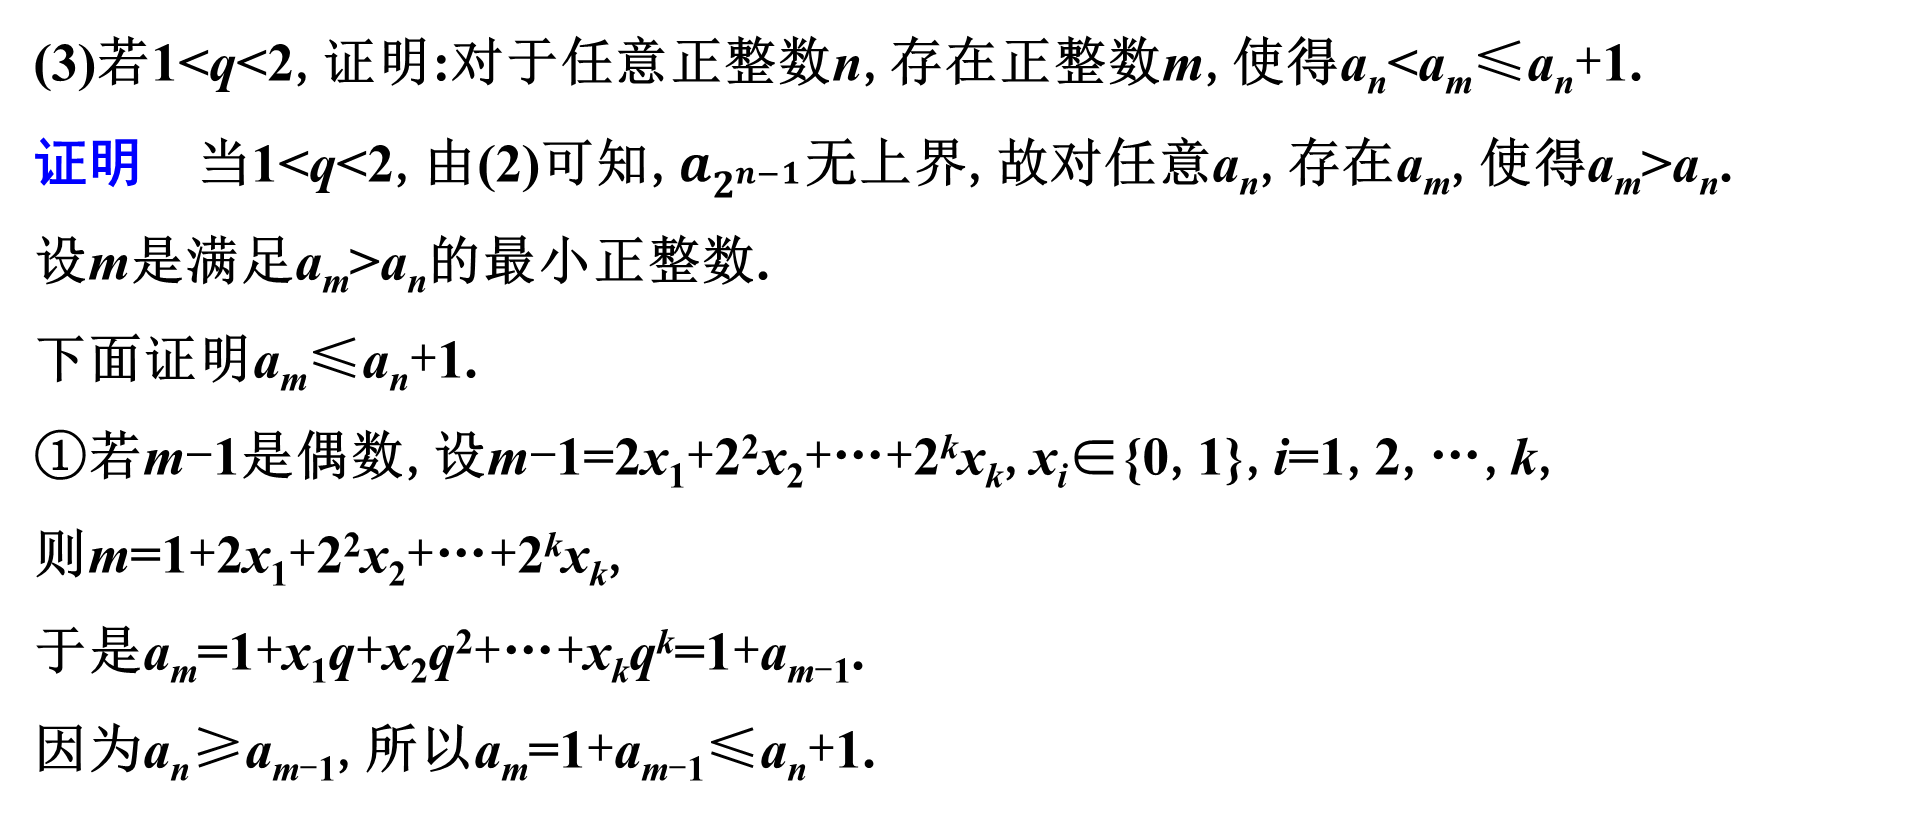 (3)若1<q<2, 证明:对于任意正整数n, 存在正整数m, 使得aₙ<aₘ≤aₙ+1.
证明 当1<q<2, 由(2)可知, a_{2^{n-1}}无上界, 故对任意aₙ, 存在aₘ, 使得aₘ>aₙ.
设m是满足aₘ>aₙ的最小正整数.
下面证明aₘ≤aₙ+1.
①若m-1是偶数, 设m-1=2x₁+2²x₂+⋯+2ᵏxₖ, xᵢ∈{0, 1}, i=1, 2, ⋯, k,
则m=1+2x₁+2²x₂+⋯+2ᵏxₖ,
于是aₘ=1+x₁q+x₂q²+⋯+xₖqᵏ=1+aₘ₋₁.
因为aₙ≥aₘ₋₁, 所以aₘ=1+aₘ₋₁≤aₙ+1.